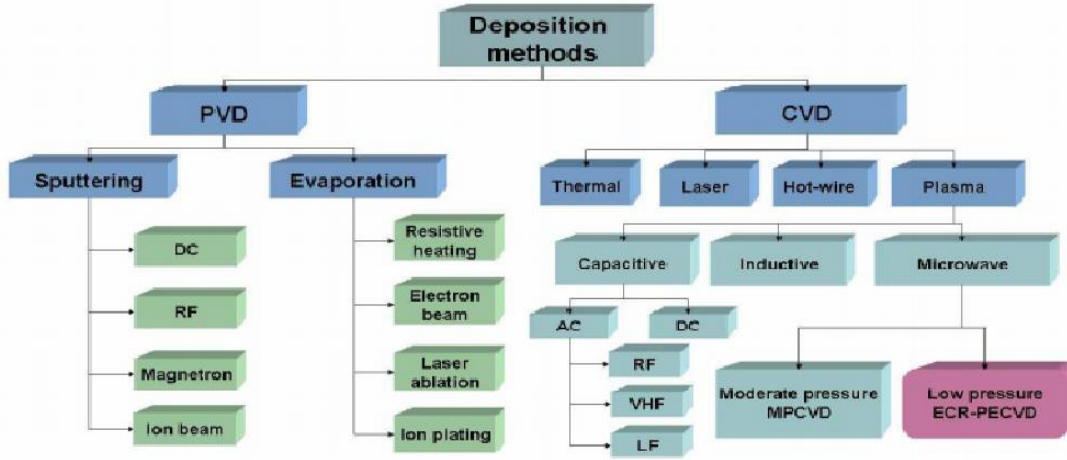 Deposition
methods
PVD
CVD
Sputtering
Evaporation
Thermal
Laser
Hot-wire
Plasma
DC
RF
Magnetron
Ion beam
Resistive
heating
Electron
beam
Laser
ablation
Ion plating
Capacitive
Inductive
Microwave
AC
DC
RF
VHF
LF
Moderate pressure
MPCVD
Low pressure
ECR-PECVD